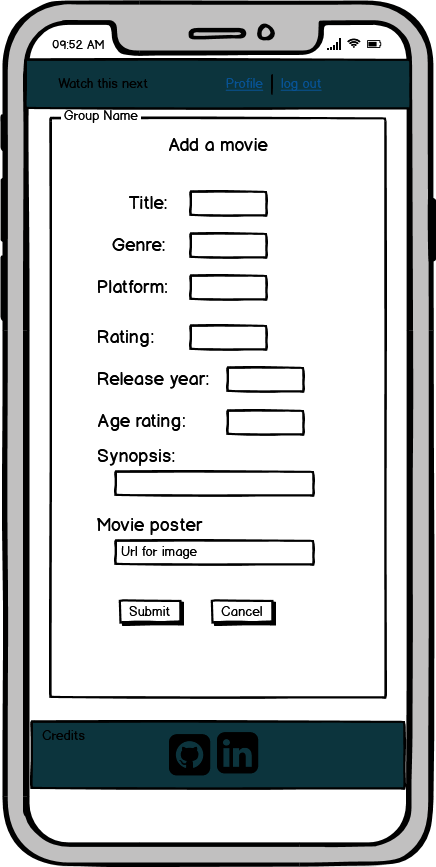 09:52 AM
Watch this next Profile log out
Group Name
Add a movie
Title:
Genre:
Platform:
Rating:
Release year:
Age rating:
Synopsis:
Movie poster
Url for image
Submit Cancel
Credits
in